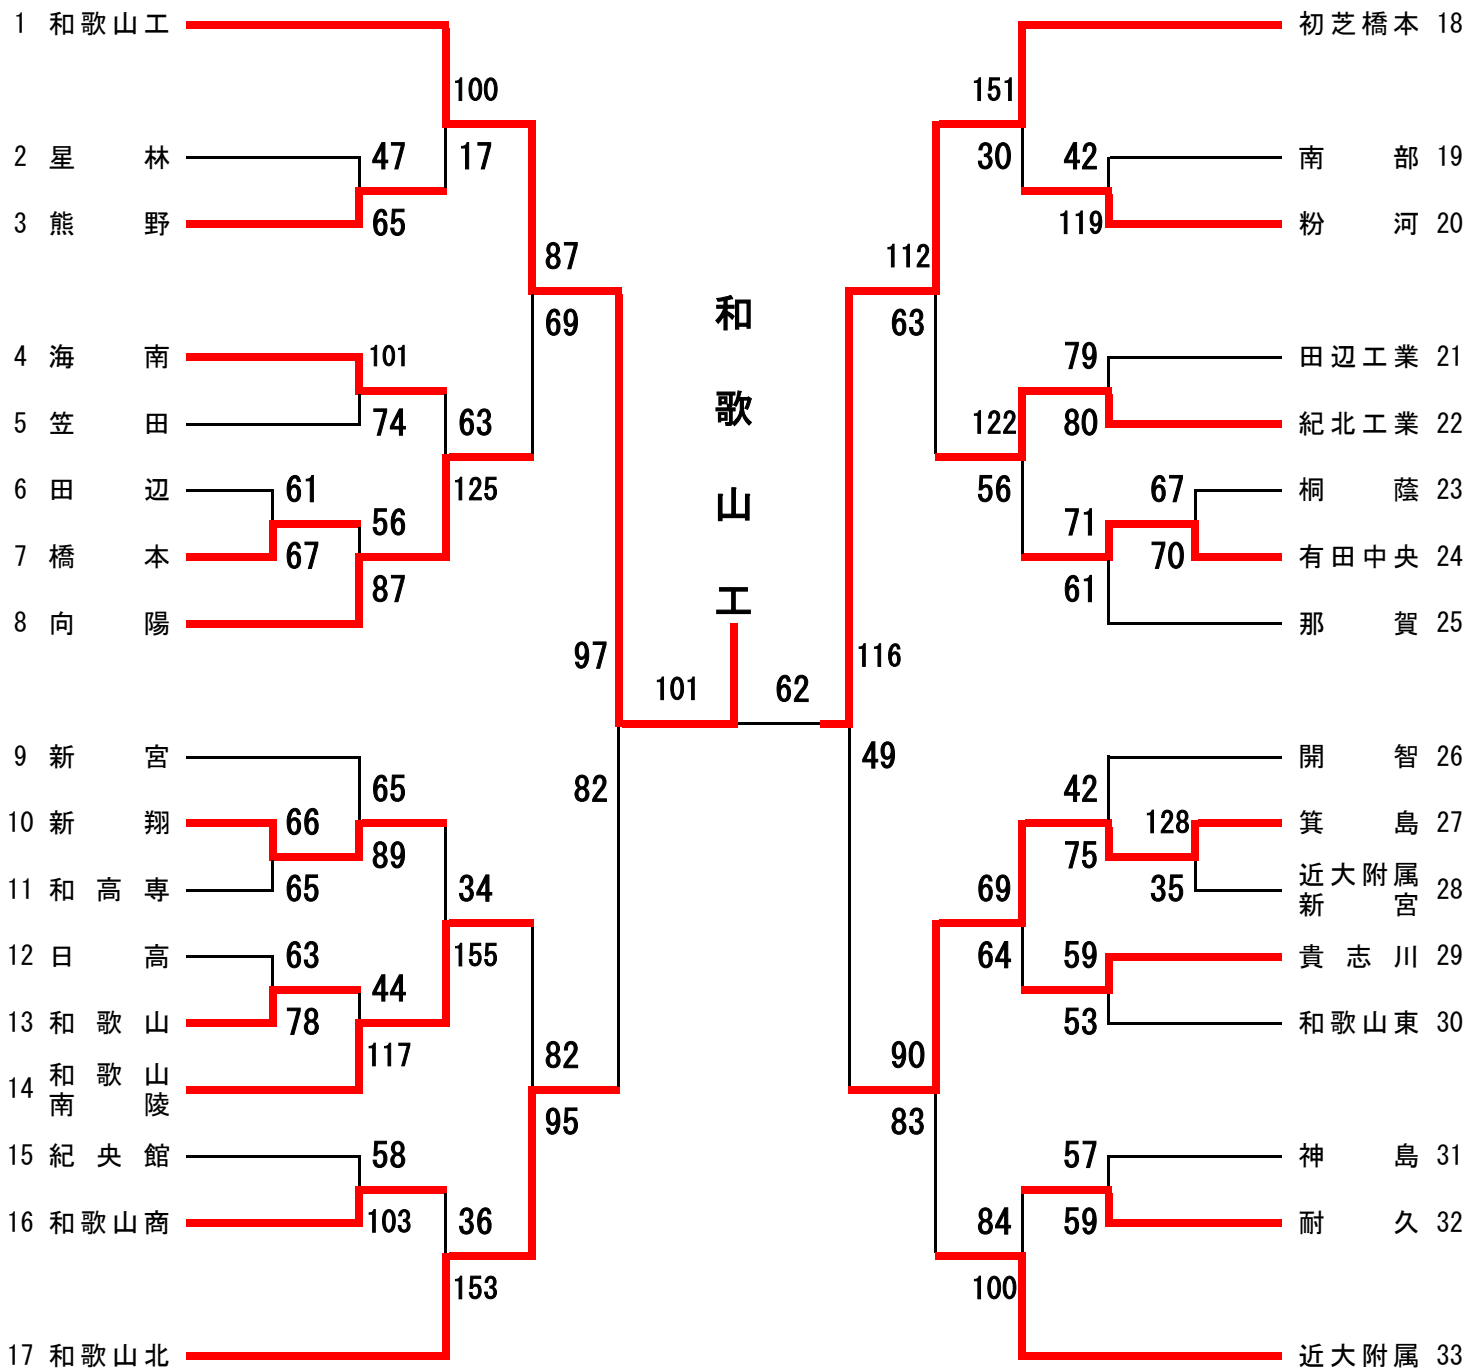 1 和歌山工
100
2 星林
47
17
3 熊野
65
87
69
4 海南
101
5 笠田
74
63
6 田辺
61
125
56
7 橋本
67
87
8 向陽
97
9 新宮
65
82
10 新翔
66
89
11 和高専
65
34
12 日高
63
155
44
13 和歌山
78
117
82
14 和歌山
南陵
95
15 紀央館
58
16 和歌山商
103
36
153
17 和歌山北
和歌山工
101
62
初芝橋本 18
151
30
42
南部 19
119
粉河 20
112
63
79
田辺工業 21
122
80
紀北工業 22
56
67
桐蔭 23
71
70
有田中央 24
61
那賀 25
116
49
開智 26
42
128
箕島 27
75
69
35
近大附属
新宮 28
64
59
貴志川 29
53
和歌山東 30
90
83
57
神島 31
84
59
耐久 32
100
近大附属 33